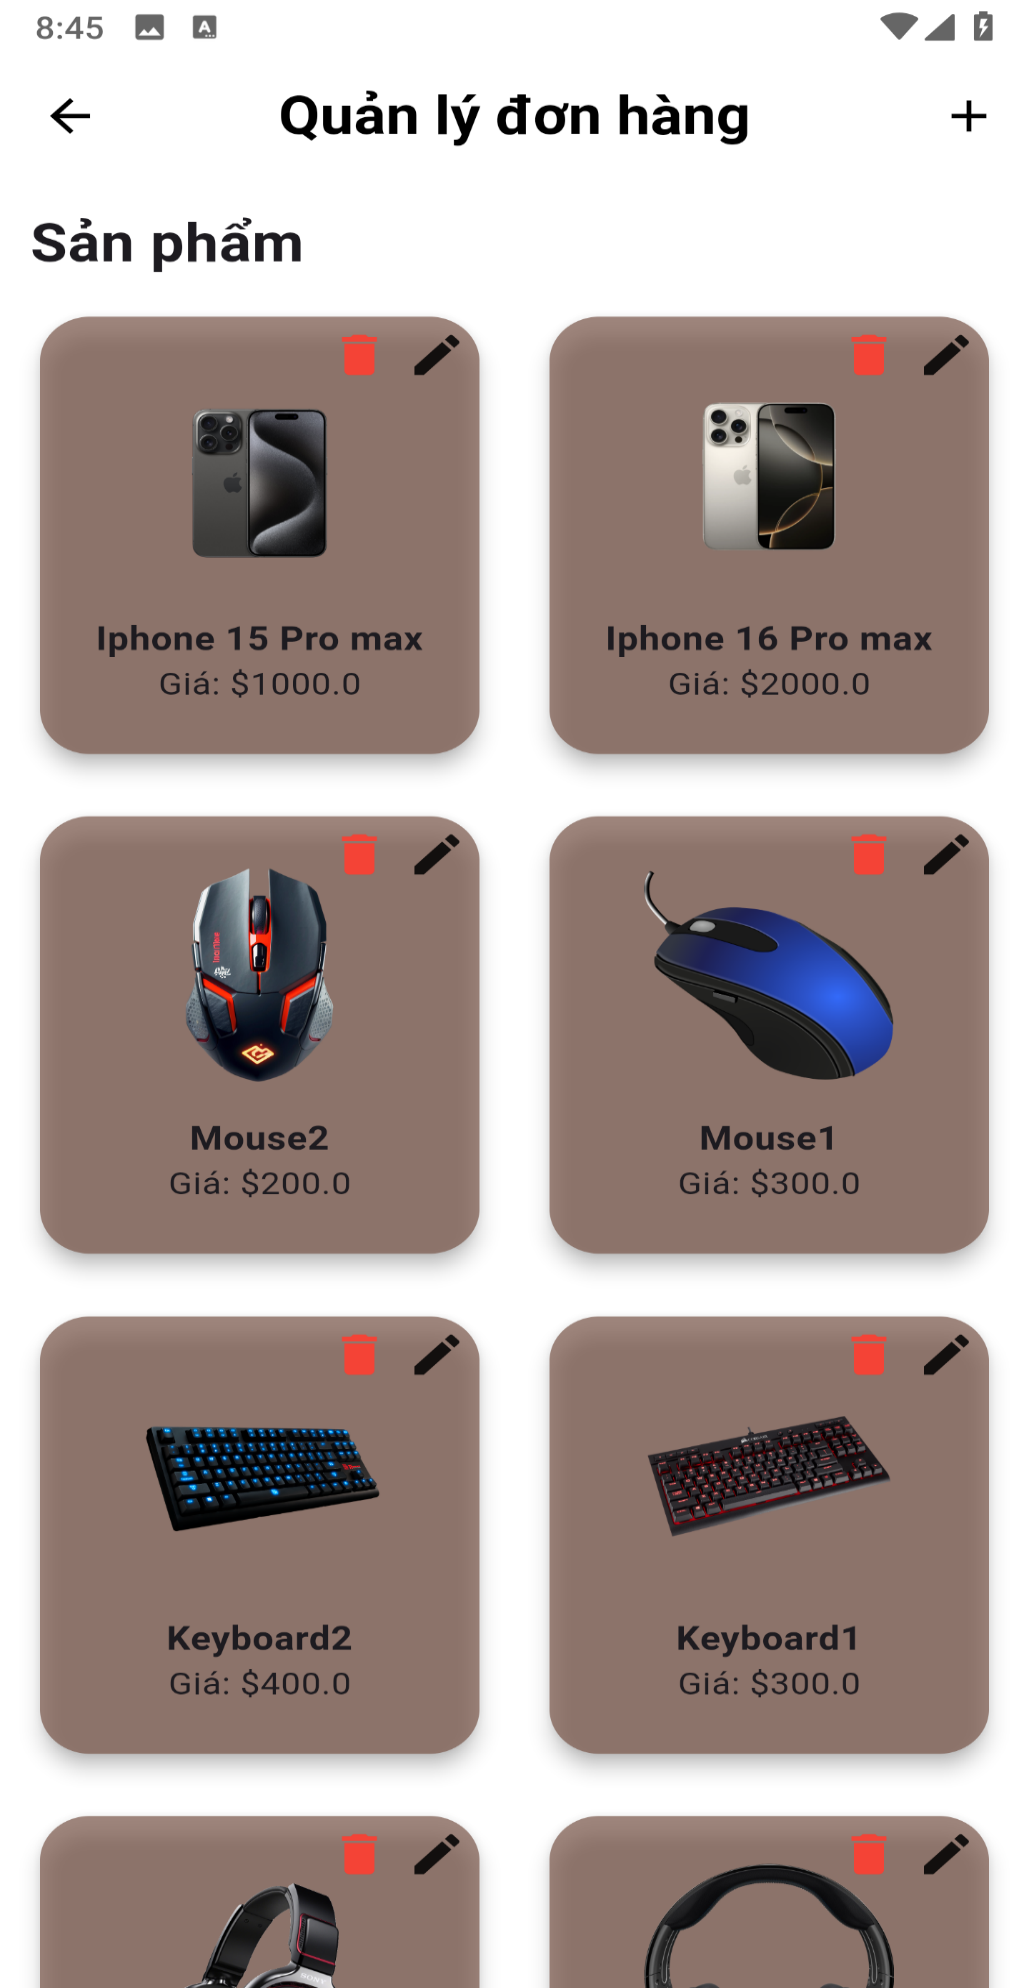 8:45
Quản lý đơn hàng
Sản phẩm
Iphone 15 Pro max
Giá: $1000.0
Iphone 16 Pro max
Giá: $2000.0
Mouse2
Giá: $200.0
Mouse1
Giá: $300.0
Keyboard2
Giá: $400.0
Keyboard1
Giá: $300.0
SONY